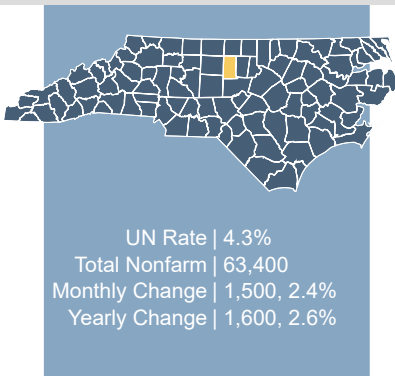 UN Rate | 4.3%
Total Nonfarm | 63,400
Monthly Change | 1,500, 2.4%
Yearly Change | 1,600, 2.6%